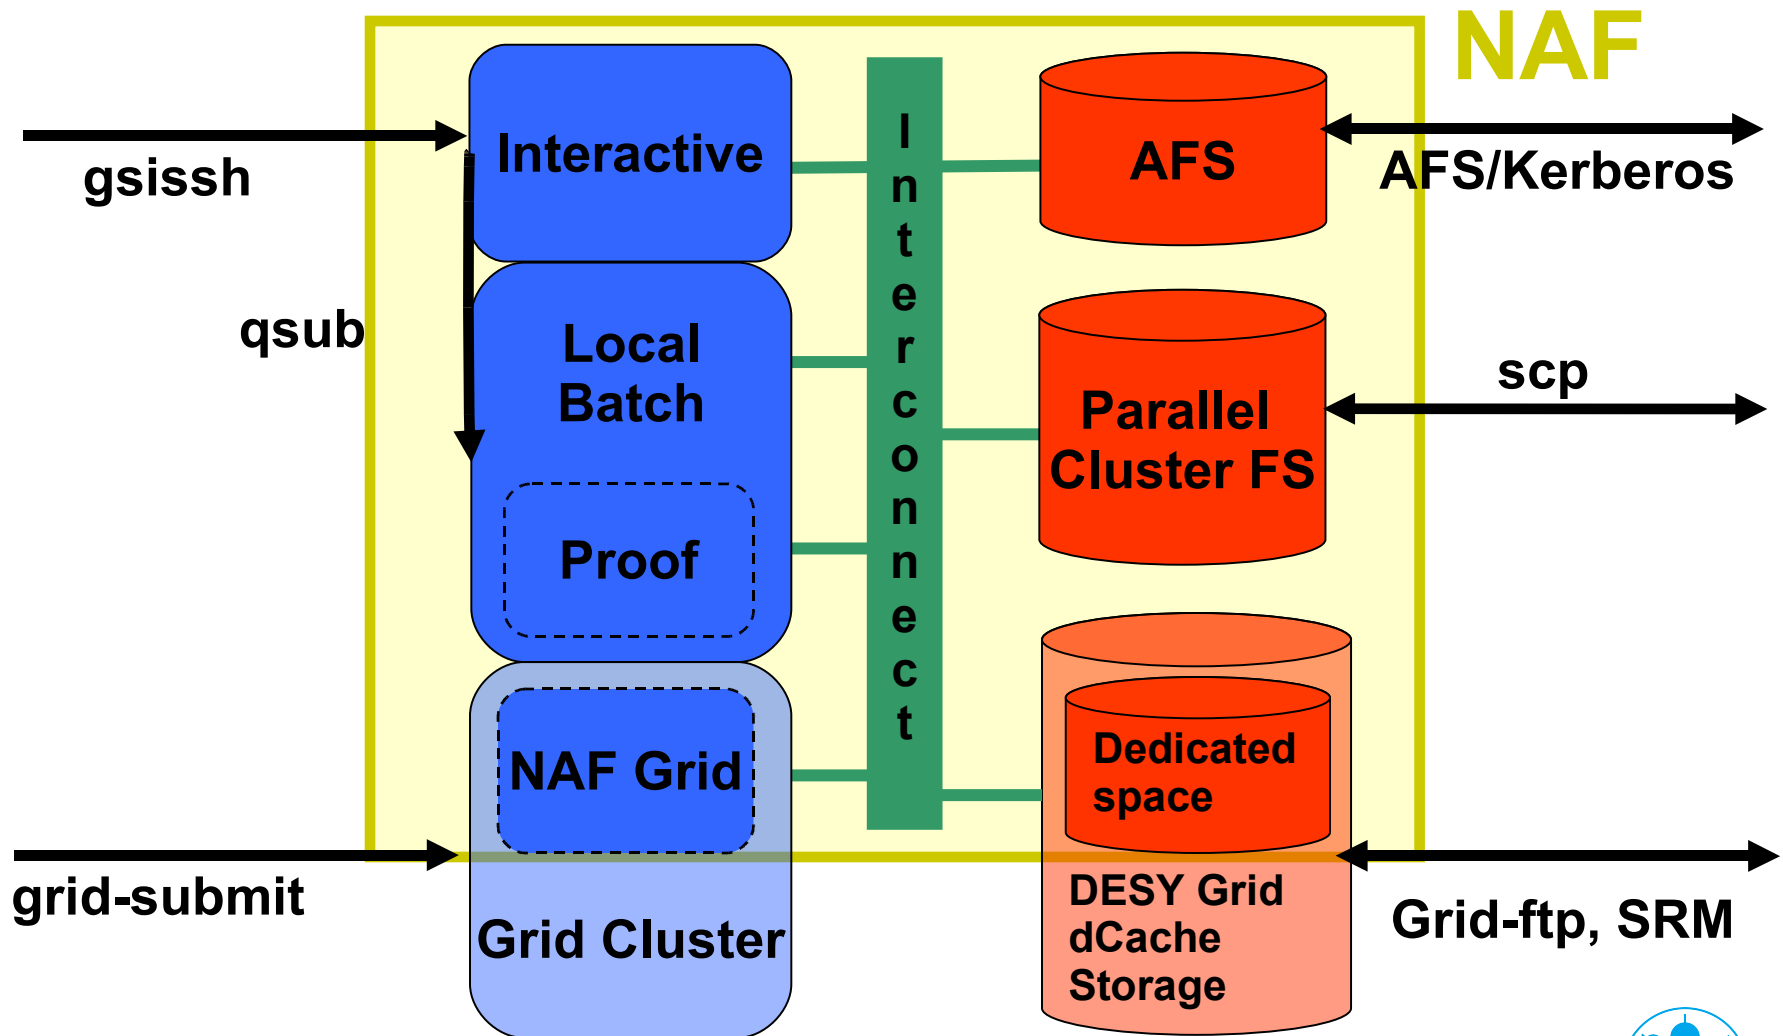 NAF
gsissh
Interactive
Interconnect
AFS
AFS/Kerberos
qsub
Local
Batch
Parallel
Cluster FS
scp
Proof
NAF Grid
Dedicated
space
grid-submit
Grid Cluster
DESY Grid
dCache
Storage
Grid-ftp, SRM